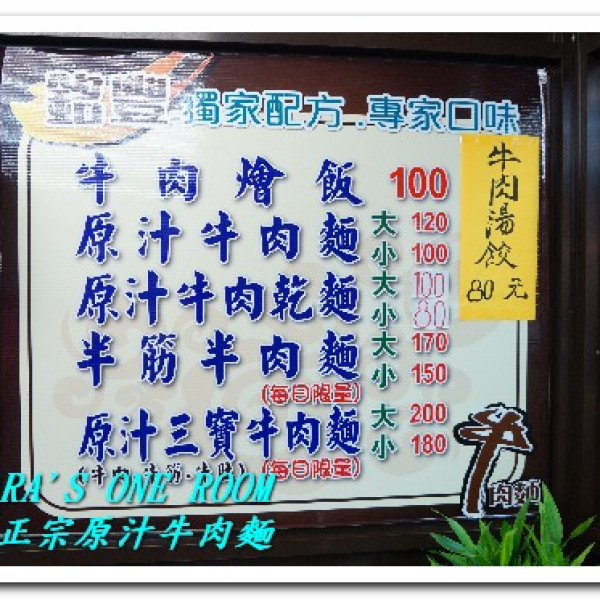 獨家配方.專家口味
牛肉燴飯 100
原汁牛肉麵 大 120
小 100
原汁牛肉乾麵 大 100
小 80
半筋半肉麵 大 170
小 150
(每日限量)
原汁三寶牛肉麵 大 200
小 180
(牛肉.牛筋.牛肚)
(每日限量)
牛肉湯餃
80元
牛
肉麵
RA'S ONE ROOM
正宗原汁牛肉麵